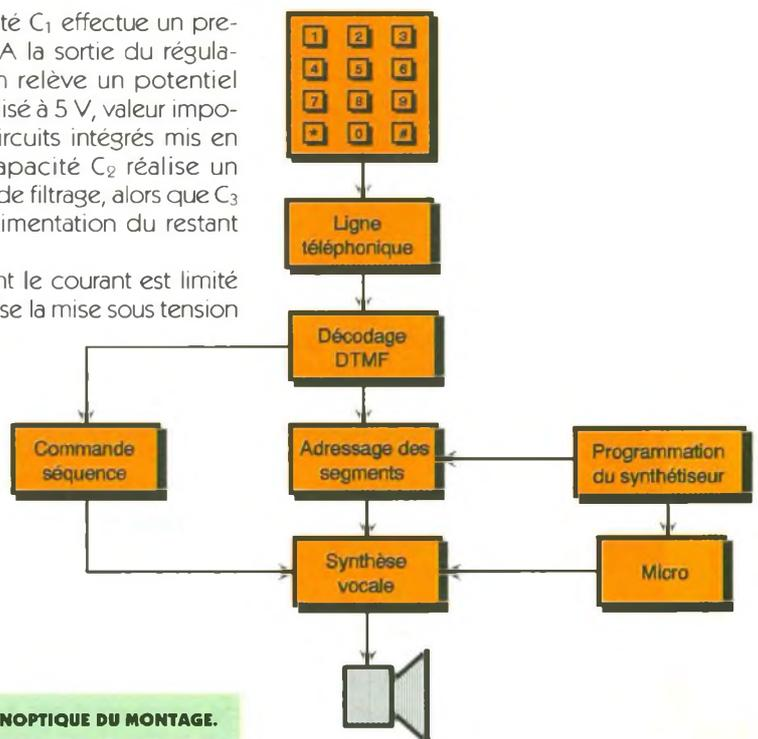 té C₁ effectue un pre-
A la sortie du régula-
n relève un potentiel
isé à 5 V, valeur impo-
ircuits intégrés mis en
apacité C₂ réalise un
de filtrage, alors que C₃
imentation du restant
nt le courant est limité
se la mise sous tension
1 2 3
4 5 6
7 8 9
* 0 #
Ligne
téléphonique
Décodage
DTMF
Commande
séquence
Adressage des
segments
Programmation
du synthétiseur
Synthèse
vocale
Micro
NOPTIQUE DU MONTAGE.